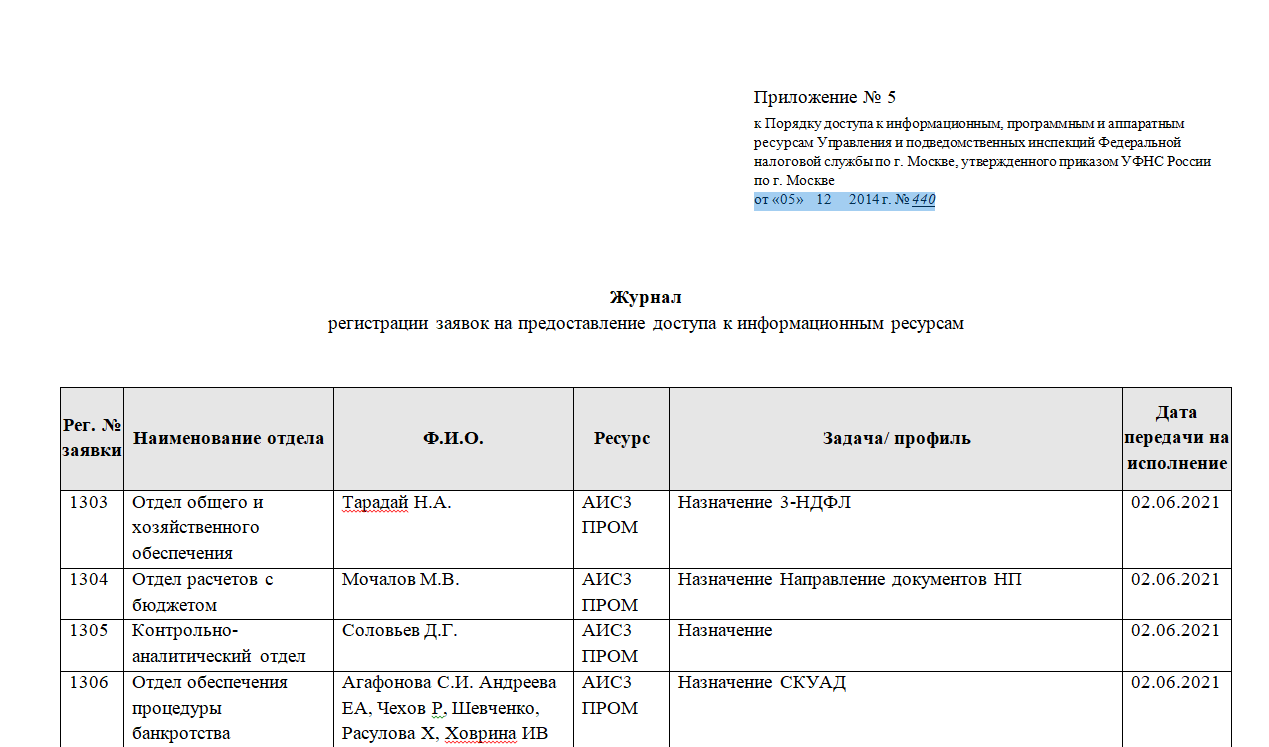 Приложение № 5
к Порядку доступа к информационным, программным и аппаратным
ресурсам Управления и подведомственных инспекций Федеральной
налоговой службы по г. Москве, утвержденного приказом УФНС России
по г. Москве
от «05» 12 2014 г. № 440
Журнал
регистрации заявок на предоставление доступа к информационным ресурсам
Рег. №
заявки
Наименование отдела
Ф.И.О.
Ресурс
Задача/ профиль
Дата
передачи на
исполнение
1303
Отдел общего и
хозяйственного
обеспечения
Тарадай Н.А.
АИС3
ПРОМ
Назначение 3-НДФЛ
02.06.2021
1304
Отдел расчетов с
бюджетом
Мочалов М.В.
АИС3
ПРОМ
Назначение Направление документов НП
02.06.2021
1305
Контрольно-
аналитический отдел
Соловьев Д.Г.
АИС3
ПРОМ
Назначение
02.06.2021
1306
Отдел обеспечения
процедуры
банкротства
Агафонова С.И. Андреева
ЕА, Чехов Р, Шевченко,
Расулова Х, Ховрина ИВ
АИС3
ПРОМ
Назначение СКУАД
02.06.2021